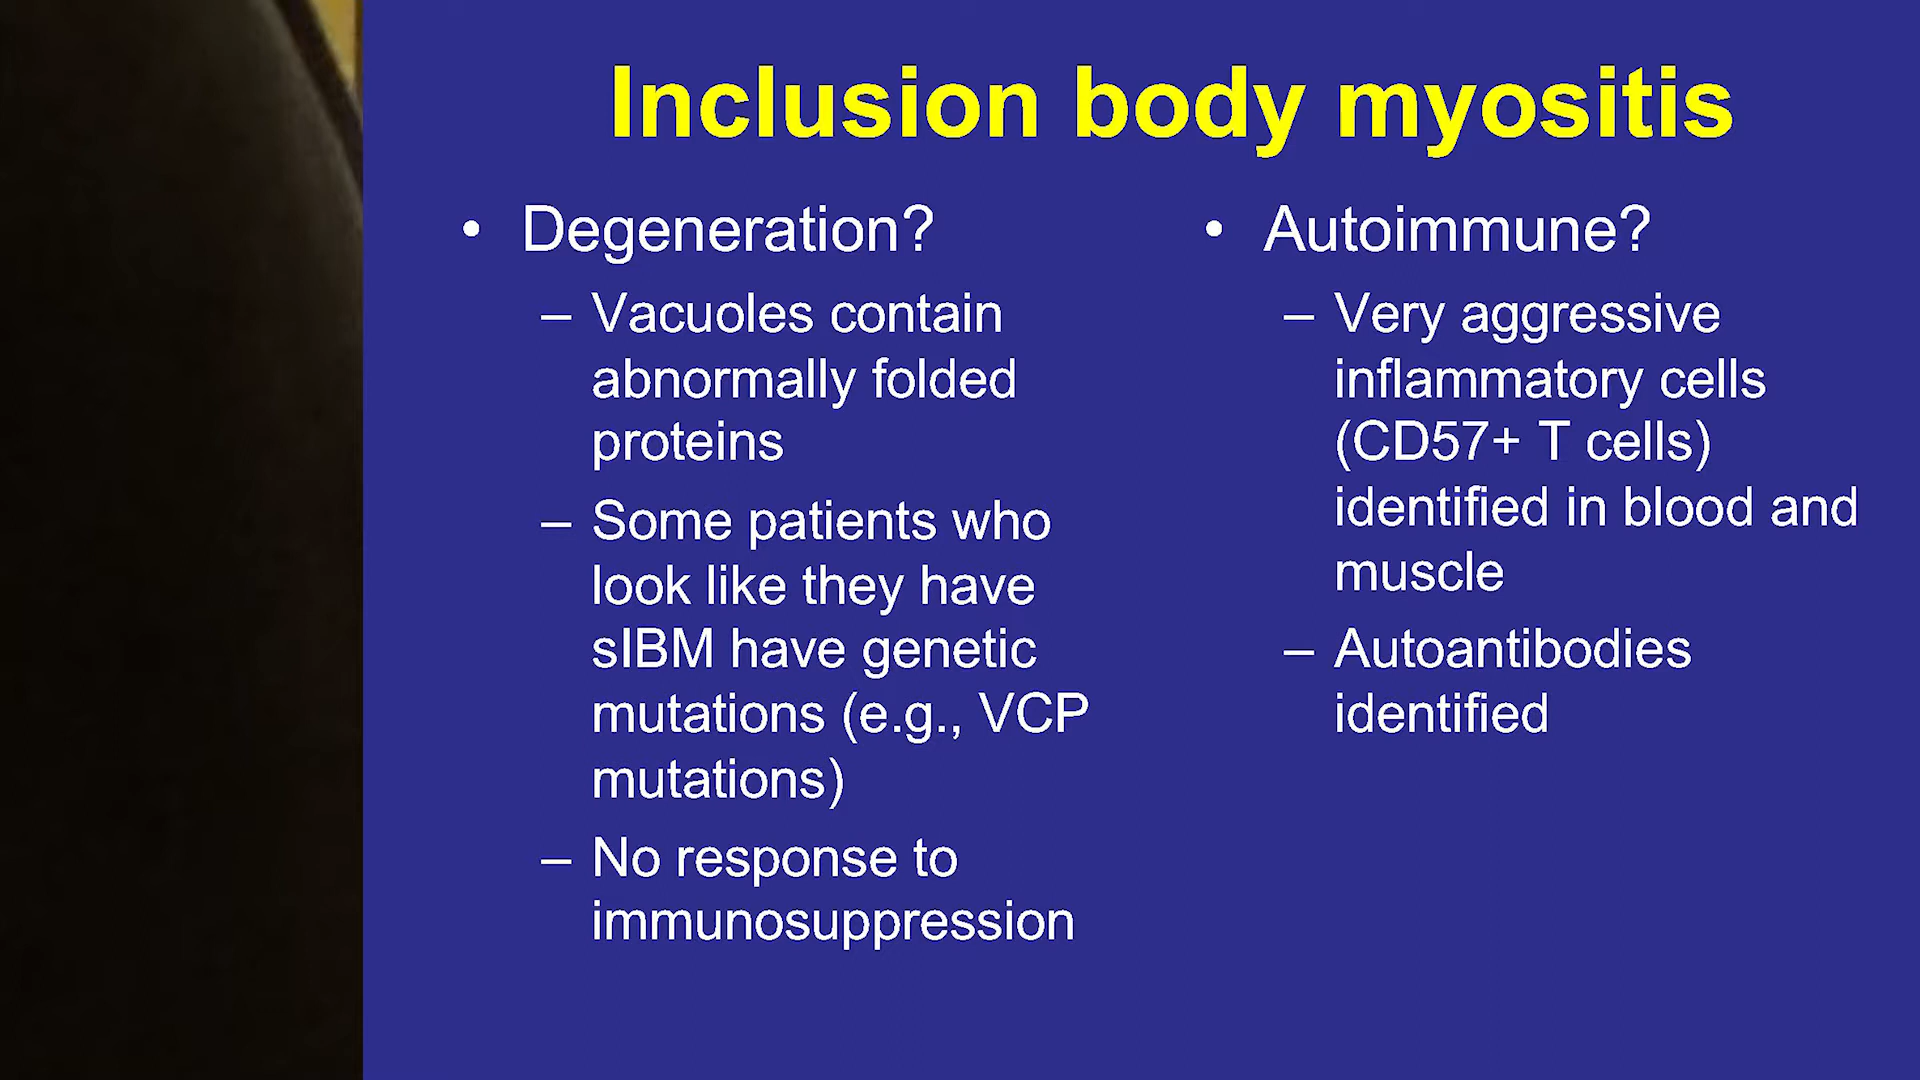 Inclusion body myositis
• Degeneration?
– Vacuoles contain
abnormally folded
proteins
– Some patients who
look like they have
sIBM have genetic
mutations (e.g., VCP
mutations)
– No response to
immunosuppression
• Autoimmune?
– Very aggressive
inflammatory cells
(CD57+ T cells)
identified in blood and
muscle
– Autoantibodies
identified